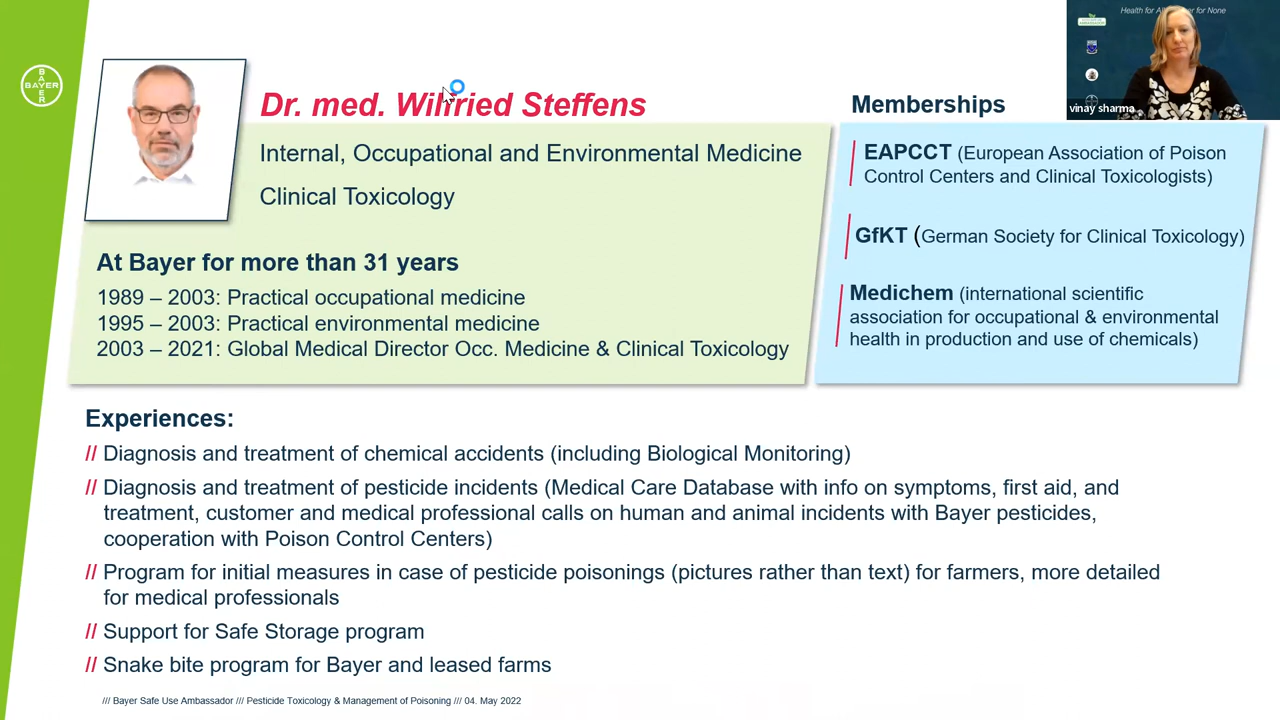 Health for All
er for None
vinay sharma
BAYER
BAYER
Dr. med. Wilfried Steffens
Internal, Occupational and Environmental Medicine
Clinical Toxicology
At Bayer for more than 31 years
1989 – 2003: Practical occupational medicine
1995 – 2003: Practical environmental medicine
2003 – 2021: Global Medical Director Occ. Medicine & Clinical Toxicology
Memberships
EAPCCT (European Association of Poison
Control Centers and Clinical Toxicologists)
GfKT (German Society for Clinical Toxicology)
Medichem (international scientific
association for occupational & environmental
health in production and use of chemicals)
Experiences:
// Diagnosis and treatment of chemical accidents (including Biological Monitoring)
// Diagnosis and treatment of pesticide incidents (Medical Care Database with info on symptoms, first aid, and
treatment, customer and medical professional calls on human and animal incidents with Bayer pesticides,
cooperation with Poison Control Centers)
// Program for initial measures in case of pesticide poisonings (pictures rather than text) for farmers, more detailed
for medical professionals
// Support for Safe Storage program
// Snake bite program for Bayer and leased farms
/// Bayer Safe Use Ambassador /// Pesticide Toxicology & Management of Poisoning /// 04. May 2022